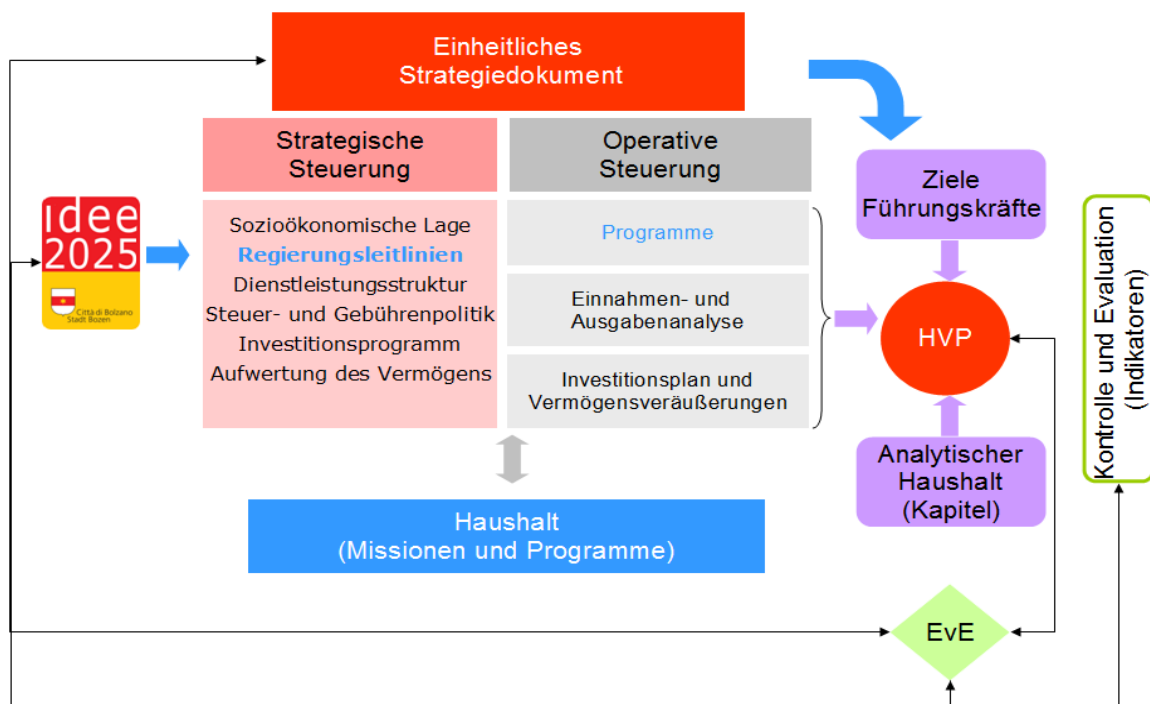 Einheitliches
Strategiedokument
Strategische
Steuerung
Operative
Steuerung
Ziele
Führungskräfte
idee
2025
Città di Bolzano
Stadt Bozen
Sozioökonomische Lage
Regierungsleitlinien
Dienstleistungsstruktur
Steuer- und Gebührenpolitik
Investitionsprogramm
Aufwertung des Vermögens
Programme
Einnahmen- und
Ausgabenanalyse
Investitionsplan und
Vermögensveräußerungen
HVP
Analytischer
Haushalt
(Kapitel)
Kontrolle und Evaluation
(Indikatoren)
Haushalt
(Missionen und Programme)
EvE